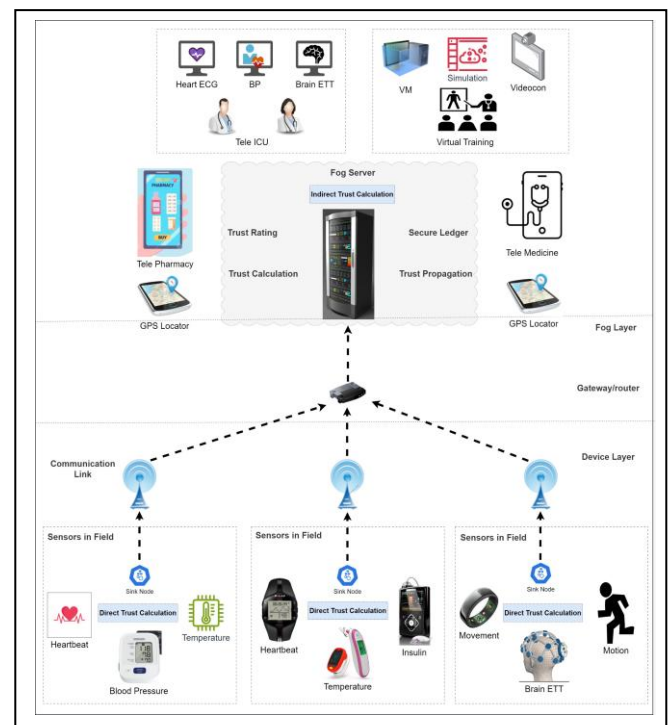 Heart ECG
BP
Brain ETT
Tele ICU
VM
Simulation
Videocon
Virtual Training
Fog Server
Indirect Trust Calculation
Trust Rating
Secure Ledger
Trust Calculation
Trust Propagation
PHARMACY
BUY
Tele Pharmacy
GPS Locator
Tele Medicine
GPS Locator
Fog Layer
Gateway/router
Communication
Link
Device Layer
Sensors in Field
Sink Node
Direct Trust Calculation
Heartbeat
Temperature
Blood Pressure
Sensors in Field
Sink Node
Direct Trust Calculation
Heartbeat
Insulin
Temperature
Sensors in Field
Sink Node
Direct Trust Calculation
Movement
Motion
Brain ETT